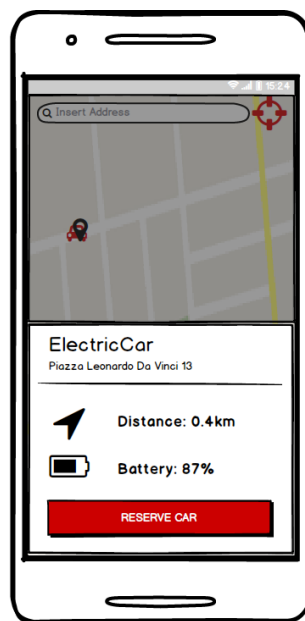 15:24
Insert Address
ElectricCar
Piazza Leonardo Da Vinci 13
Distance: 0.4km
Battery: 87%
RESERVE CAR